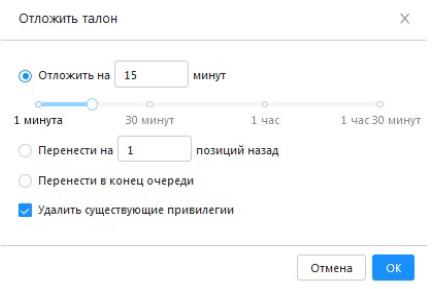 Отложить талон
Отложить на 15 минут
1 минута 30 минут 1 час 1 час 30 минут
Перенести на 1 позиций назад
Перенести в конец очереди
Удалить существующие привилегии
Отмена OK